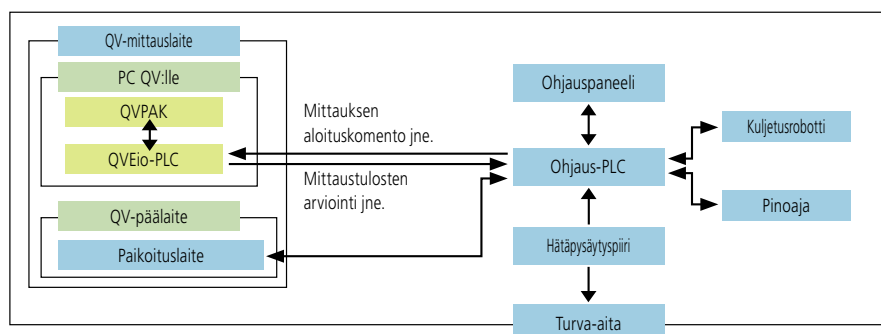 QV-mittauslaite
PC QV:lle
QVPAK
QVEio-PLC
QV-päälaite
Paikoituslaite
Mittauksen
aloituskomento jne.
Mittaustulosten
arviointi jne.
Ohjauspaneeli
Ohjaus-PLC
Hätäpysäytyspiiri
Turva-aita
Kuljetusrobotti
Pinoaja